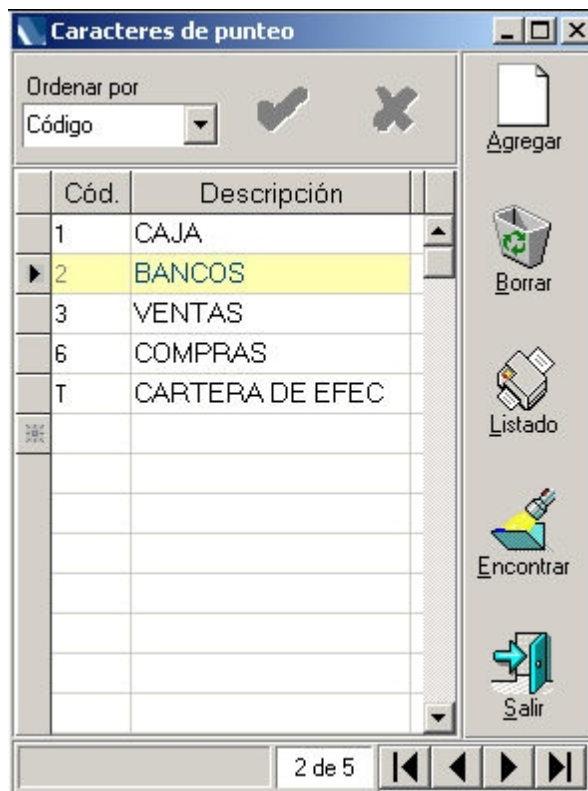 Caracteres de punteo
Ordenar por
Código
Agregar
Cód. Descripción
1 CAJA
2 BANCOS
3 VENTAS
6 COMPRAS
T CARTERA DE EFEC
Borrar
Listado
Encontrar
Salir
2 de 5